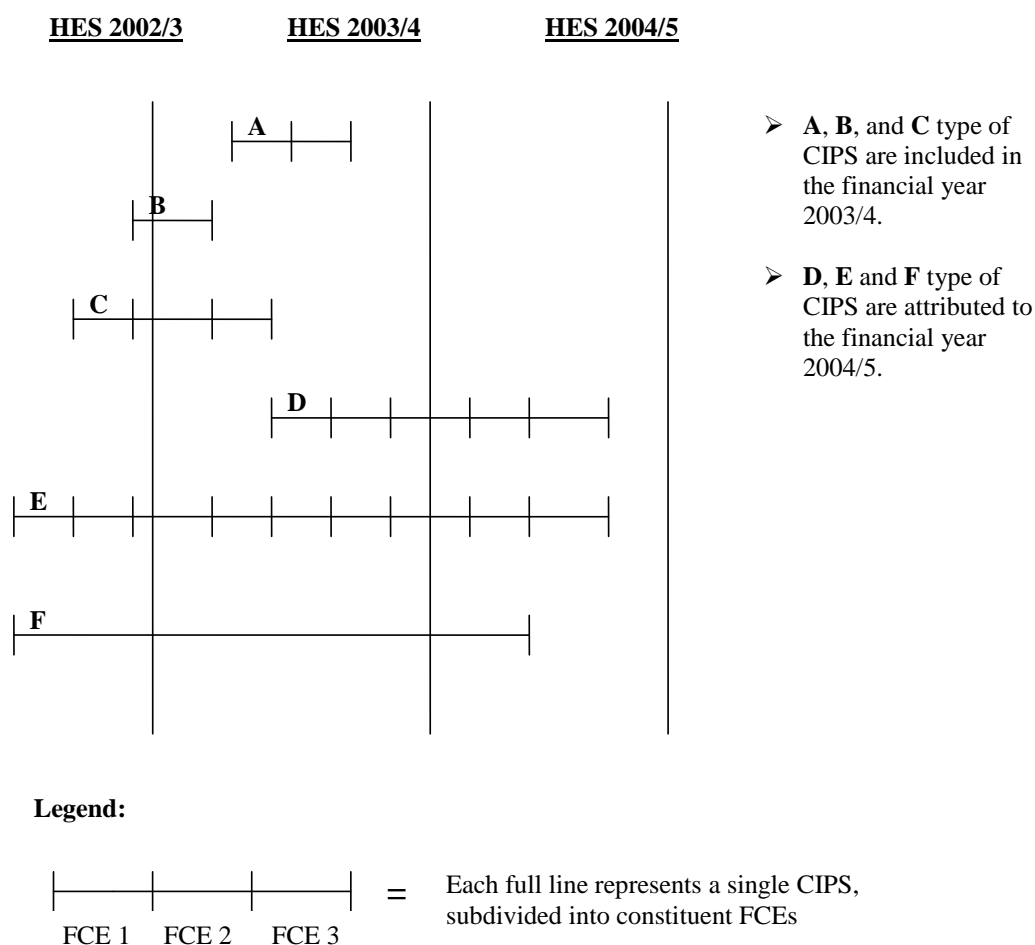 HES 2002/3 HES 2003/4 HES 2004/5
A
B
C
D
E
F
➢ A, B, and C type of
CIPS are included in
the financial year
2003/4.
➢ D, E and F type of
CIPS are attributed to
the financial year
2004/5.
Legend:
FCE 1 FCE 2 FCE 3
=
Each full line represents a single CIPS,
subdivided into constituent FCEs